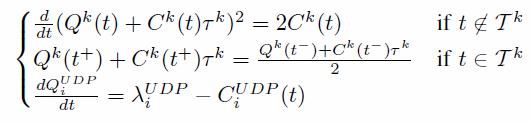 d/dt (Q^k(t) + C^k(t)τ^k)^2 = 2C^k(t) if t ∉ 𝒯^k
Q^k(t^+) + C^k(t^+)τ^k = (Q^k(t^-)+C^k(t^-)τ^k)/2 if t ∈ 𝒯^k
dQ_i^{UDP}/dt = λ_i^{UDP} − C_i^{UDP}(t)